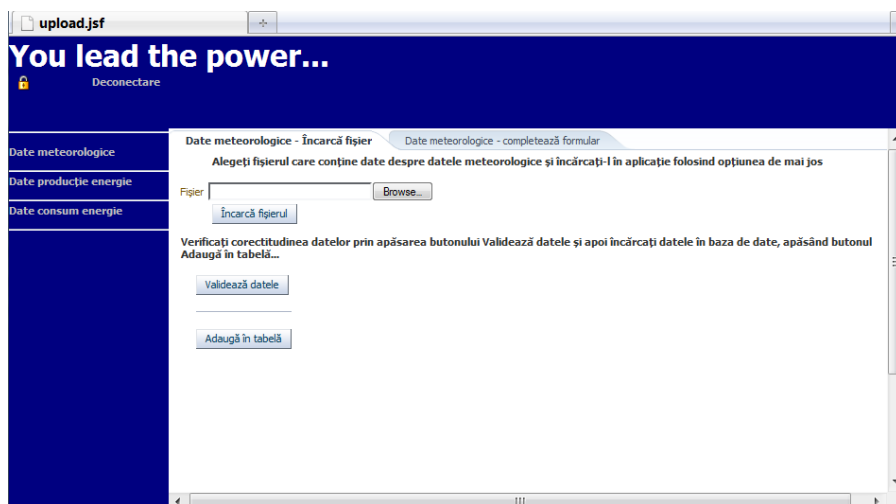 upload.jsf
You lead the power...
Deconectare
Date meteorologice
Date producție energie
Date consum energie
Date meteorologice - Încarcă fișier
Date meteorologice - completează formular
Alegeți fișierul care conține date despre datele meteorologice și încărcați-l în aplicație folosind opțiunea de mai jos
Fișier
Browse...
Încarcă fișierul
Verificați corectitudinea datelor prin apăsarea butonului Validează datele și apoi încărcați datele în baza de date, apăsând butonul
Adaugă în tabelă...
Validează datele
Adaugă în tabelă